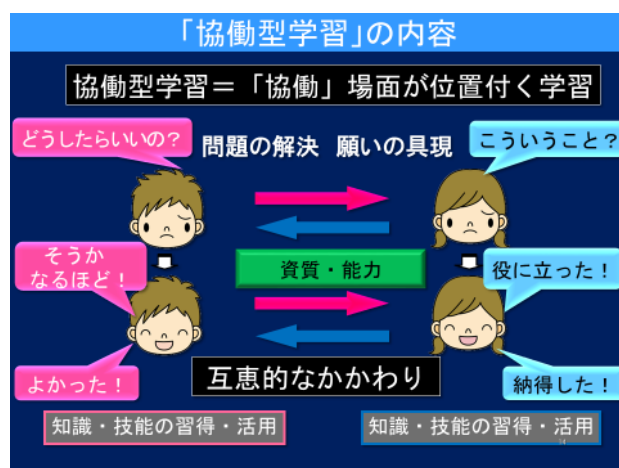 「協働型学習」の内容
協働型学習＝「協働」場面が位置付く学習
どうしたらいいの？
問題の解決 願いの具現
こういうこと？
そうか
なるほど！
資質・能力
役に立った！
よかった！
互恵的なかかわり
納得した！
知識・技能の習得・活用
知識・技能の習得・活用
14